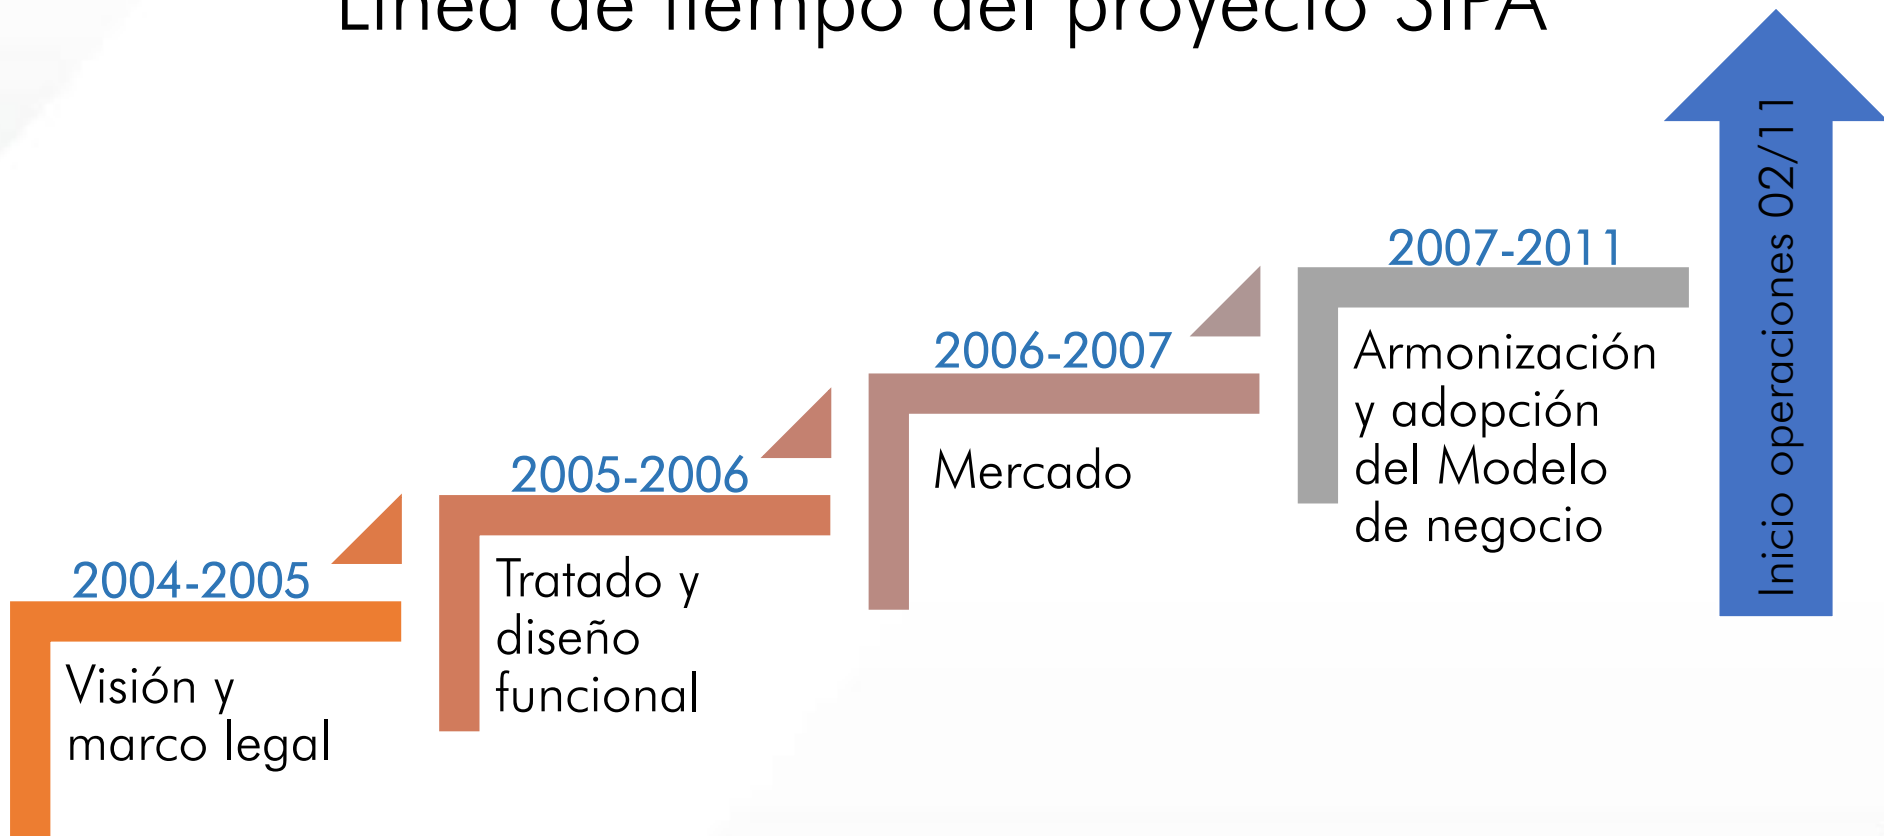 Línea de tiempo del proyecto SIPA
2004-2005
Visión y
marco legal
2005-2006
Tratado y
diseño
funcional
2006-2007
Mercado
2007-2011
Armonización
y adopción
del Modelo
de negocio
Inicio operaciones 02/11